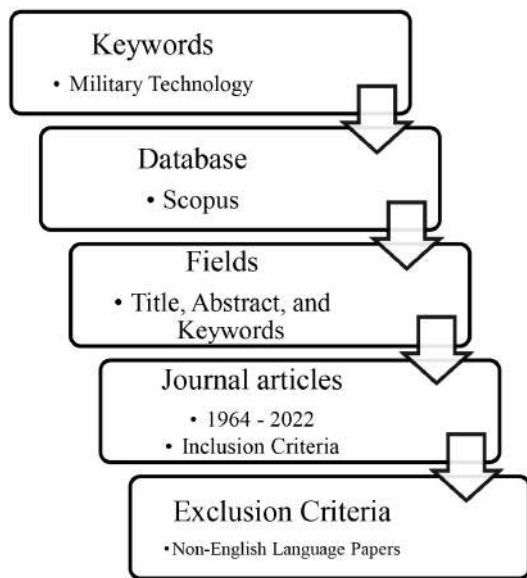 Keywords
• Military Technology
Database
• Scopus
Fields
• Title, Abstract, and
Keywords
Journal articles
• 1964 - 2022
• Inclusion Criteria
Exclusion Criteria
•Non-English Language Papers